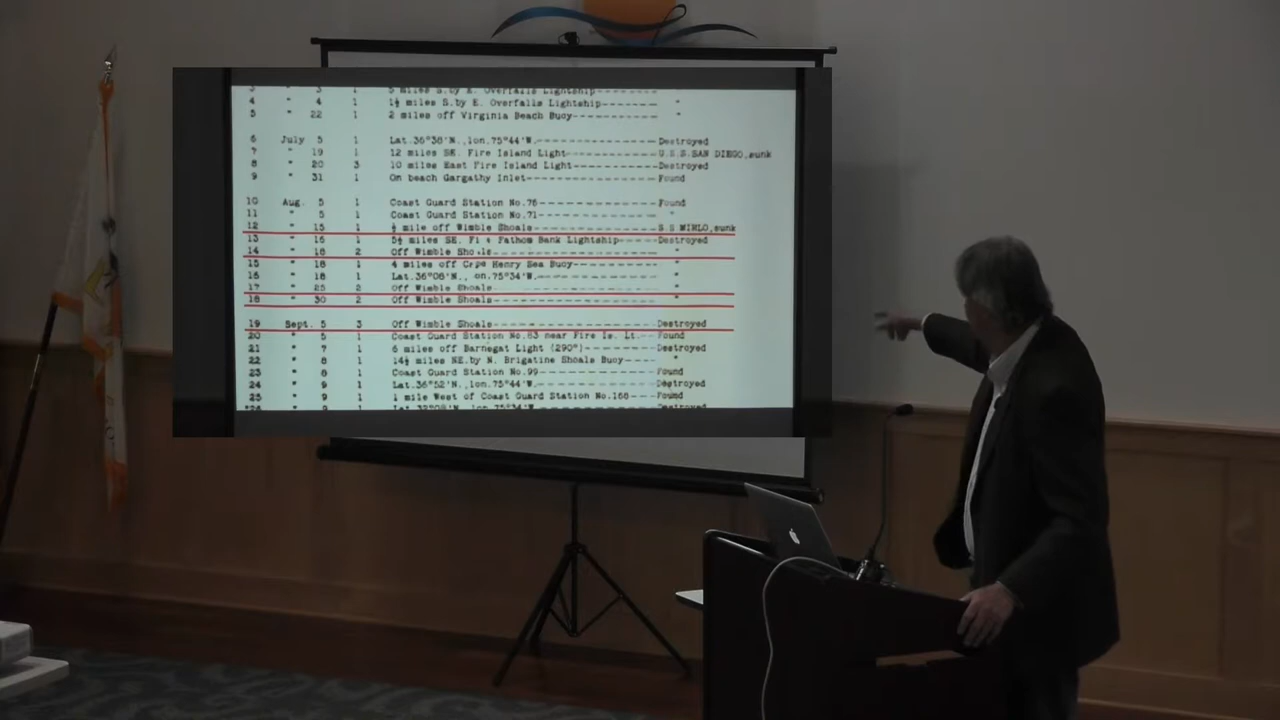 3 " 3 1 5 miles S.by E. Overfalls Lightship------ "
4 " 4 1 1½ miles S.by E. Overfalls Lightship------ "
5 " 22 1 2 miles off Virginia Beach Buoy------ "
6 July 5 1 Lat.36°38'N.,lon.75°44'W.------Destroyed
7 " 19 1 12 miles SE. Fire Island Light------U.S.S.SAN DIEGO,sunk
8 " 20 3 10 miles East Fire Island Light------Destroyed
9 " 31 1 On beach Gargathy Inlet------Found
10 Aug. 5 1 Coast Guard Station No.76------Found
11 " 5 1 Coast Guard Station No.71------ "
12 " 15 1 ½ mile off Wimble Shoals------S.S MIRLO,sunk
13 " 16 1 5½ miles SE. Fathom Bank Lightship-----Destroyed
14 " 18 2 Off Wimble Shoals------ "
15 " 18 1 4 miles off Cape Henry Sea Buoy------ "
16 " 18 1 Lat.36°06'N., on.75°34'W.------ "
17 " 25 2 Off Wimble Shoals------ "
18 " 30 2 Off Wimble Shoals------ "
19 Sept. 5 3 Off Wimble Shoals------Destroyed
20 " 5 1 Coast Guard Station No.83 near Fire Is. Lt.--Found
21 " 7 1 6 miles off Barnegat Light (290°)------Destroyed
22 " 8 1 14½ miles NE.by N. Brigatine Shoals Buoy---- "
23 " 8 1 Coast Guard Station No.99------Found
24 " 9 1 Lat.36°52'N.,lon.75°44'W.------Destroyed
25 " 9 1 1 mile West of Coast Guard Station No.166---Found